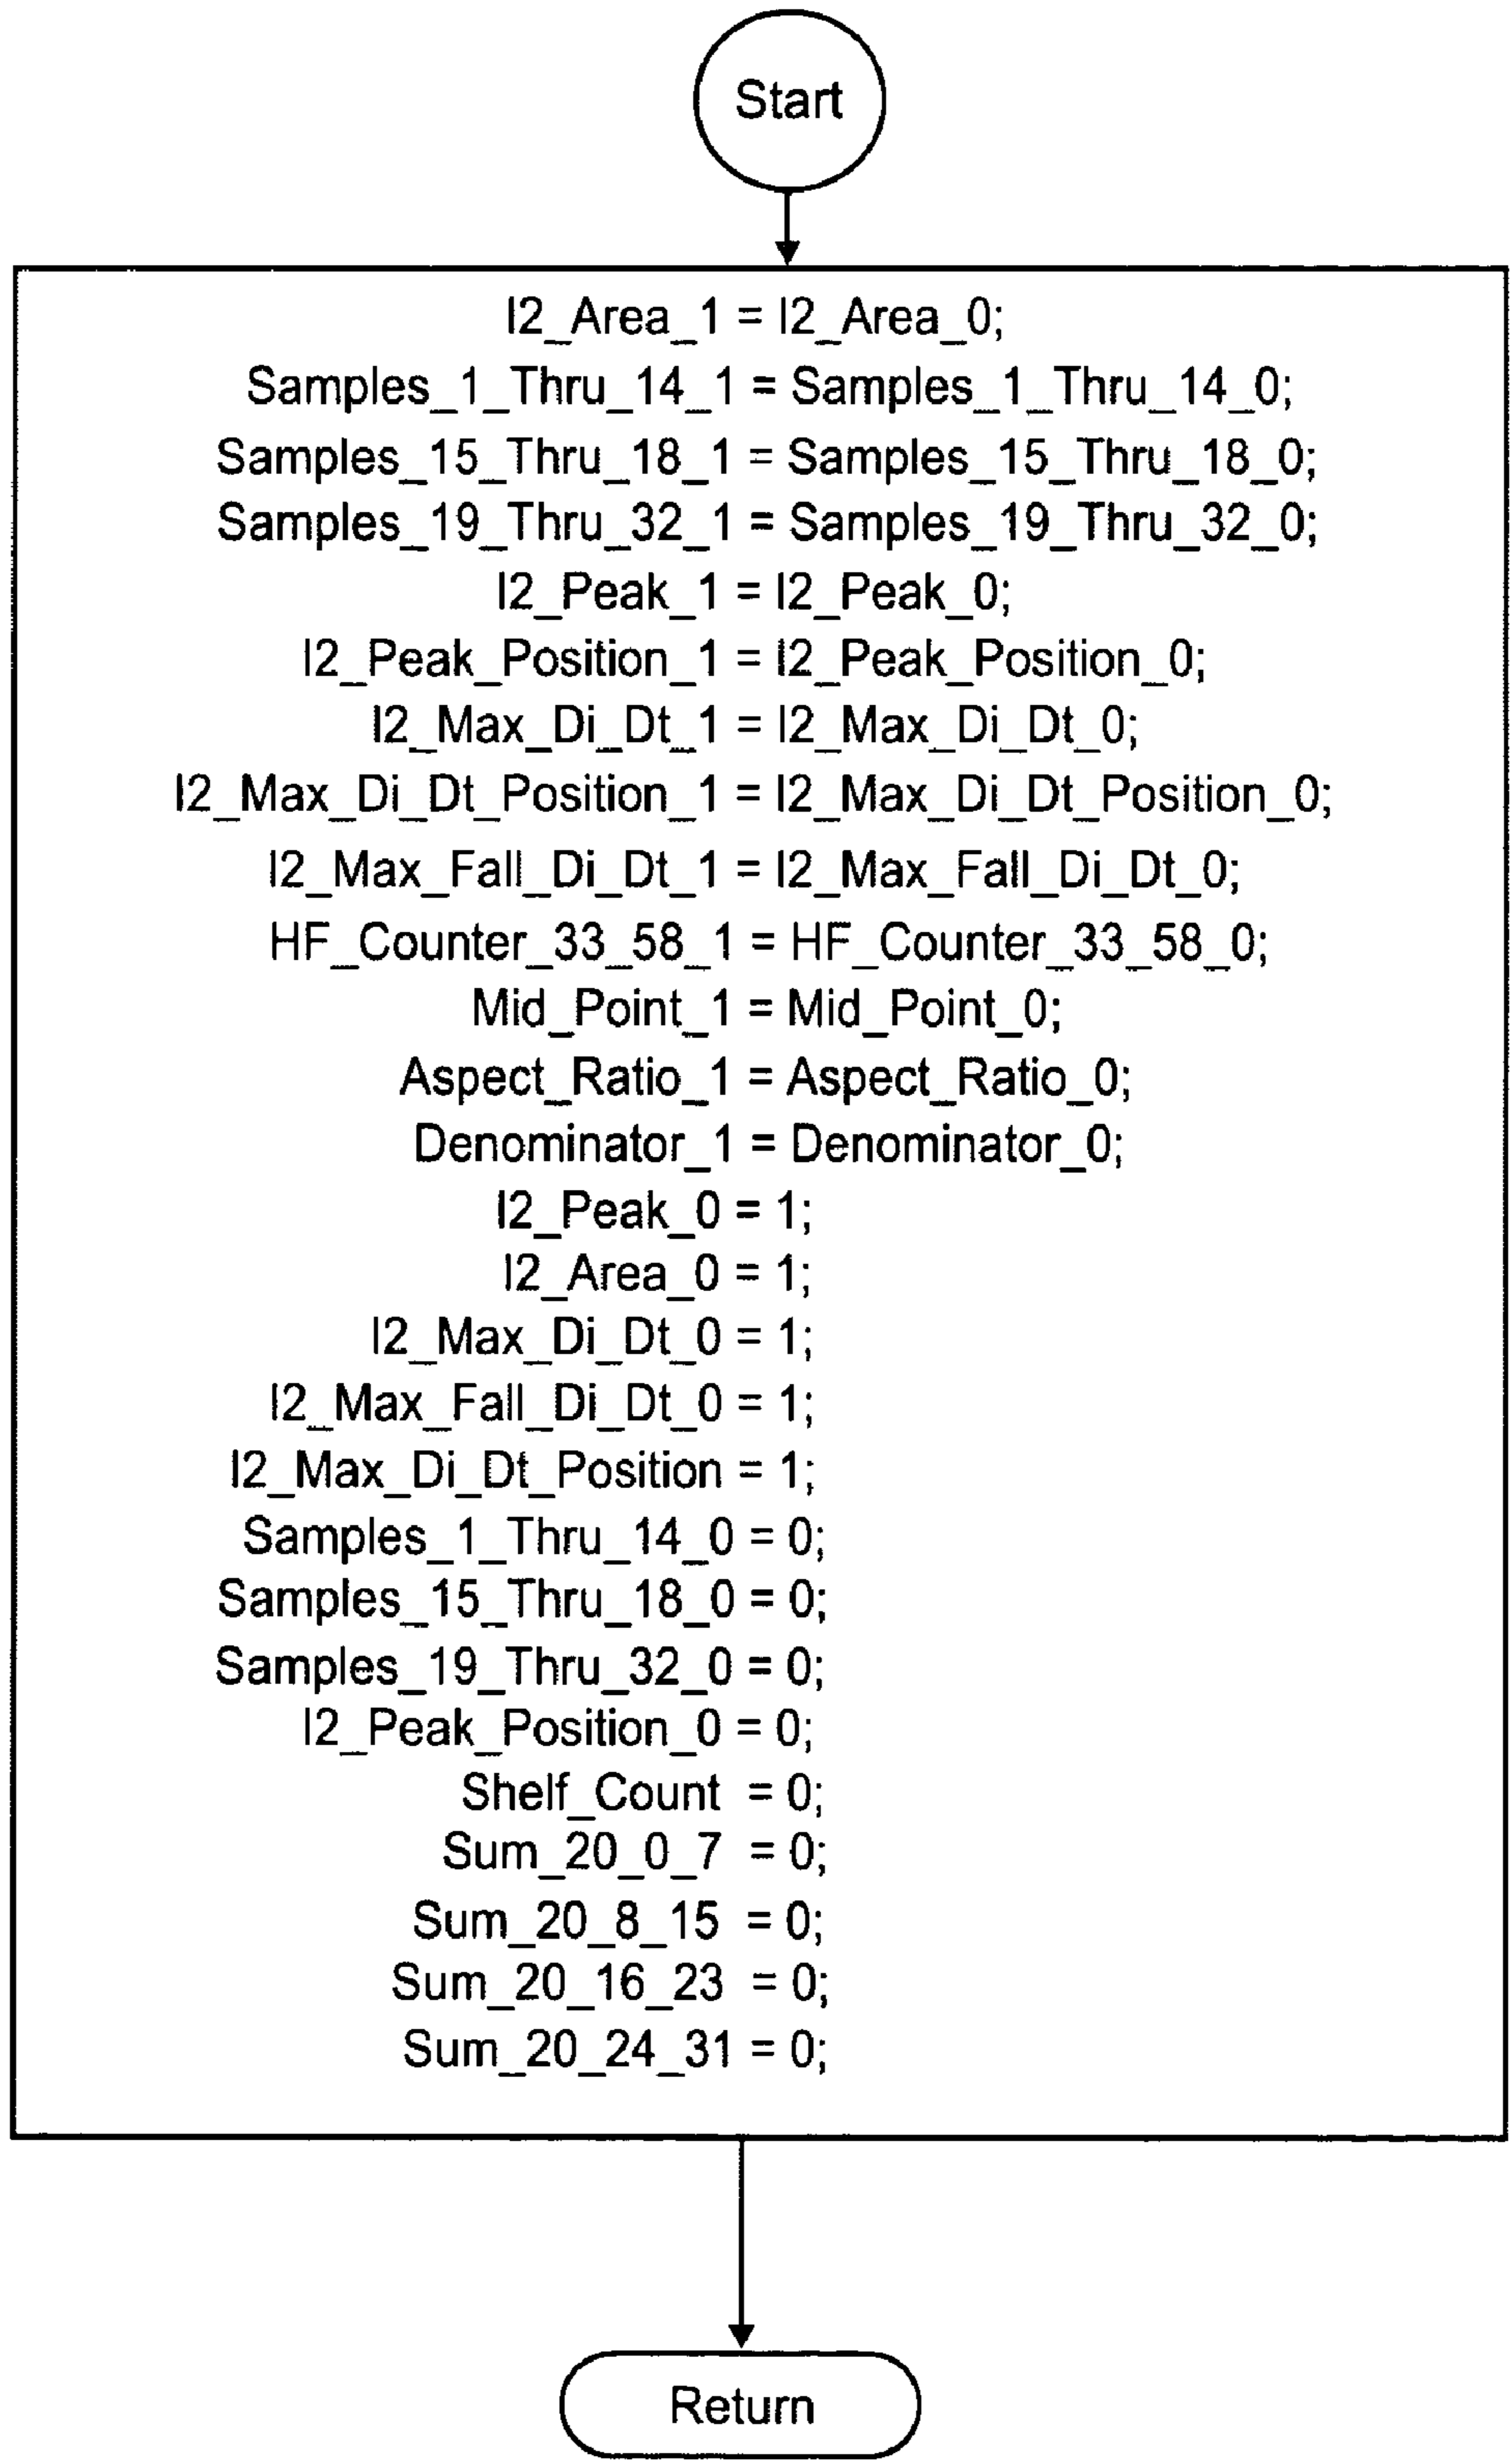 Start
I2_Area_1 = I2_Area_0;
Samples_1_Thru_14_1 = Samples_1_Thru_14_0;
Samples_15_Thru_18_1 = Samples_15_Thru_18_0;
Samples_19_Thru_32_1 = Samples_19_Thru_32_0;
I2_Peak_1 = I2_Peak_0;
I2_Peak_Position_1 = I2_Peak_Position_0;
I2_Max_Di_Dt_1 = I2_Max_Di_Dt_0;
I2_Max_Di_Dt_Position_1 = I2_Max_Di_Dt_Position_0;
I2_Max_Fall_Di_Dt_1 = I2_Max_Fall_Di_Dt_0;
HF_Counter_33_58_1 = HF_Counter_33_58_0;
Mid_Point_1 = Mid_Point_0;
Aspect_Ratio_1 = Aspect_Ratio_0;
Denominator_1 = Denominator_0;
I2_Peak_0 = 1;
I2_Area_0 = 1;
I2_Max_Di_Dt_0 = 1;
I2_Max_Fall_Di_Dt_0 = 1;
I2_Max_Di_Dt_Position = 1;
Samples_1_Thru_14_0 = 0;
Samples_15_Thru_18_0 = 0;
Samples_19_Thru_32_0 = 0;
I2_Peak_Position_0 = 0;
Shelf_Count = 0;
Sum_20_0_7 = 0;
Sum_20_8_15 = 0;
Sum_20_16_23 = 0;
Sum_20_24_31 = 0;
Return